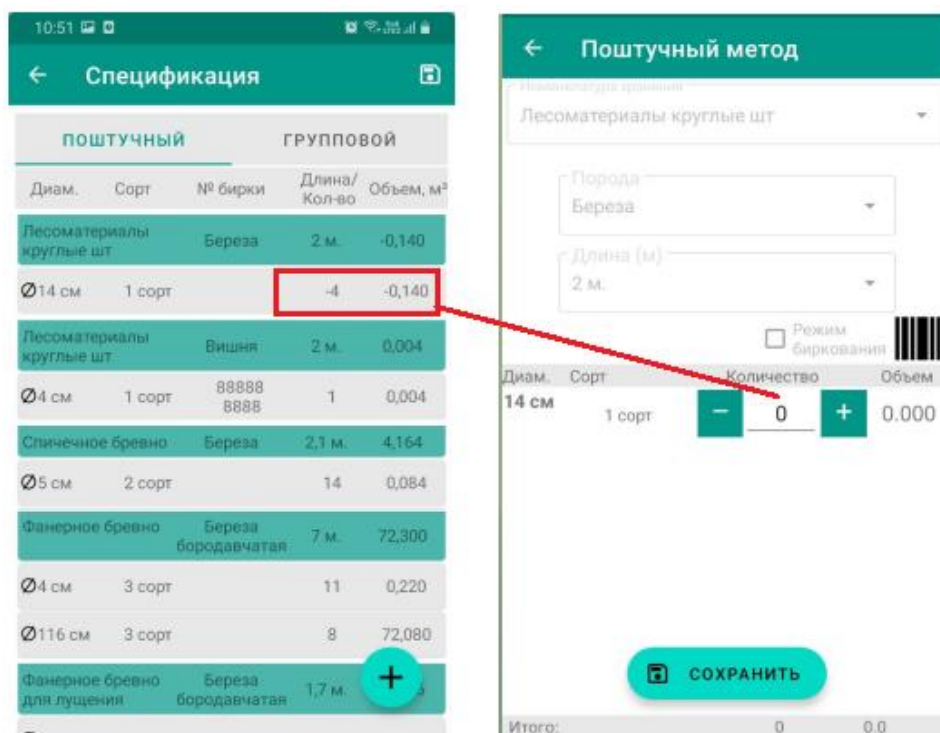 10:51
Спецификация
ПОШТУЧНЫЙ ГРУППОВОЙ
Диам. Сорт № бирки Длина/ Кол-во Объем, м³
Лесоматериалы круглые шт Береза 2 м. -0,140
Ø14 см 1 сорт -4 -0,140
Лесоматериалы круглые шт Вишня 2 м. 0,004
Ø4 см 1 сорт 88888 8888 1 0,004
Спичечное бревно Береза 2,1 м. 4,164
Ø5 см 2 сорт 14 0,084
Фанерное бревно Береза бородавчатая 7 м. 72,300
Ø4 см 3 сорт 11 0,220
Ø116 см 3 сорт 8 72,080
Фанерное бревно для лущения Береза бородавчатая 1,7 м.
Поштучный метод
Номенклатура хранения
Лесоматериалы круглые шт
Порода
Береза
Длина (м)
2 м.
Режим
биркования
Диам. Сорт Количество Объем
14 см 1 сорт − 0 + 0.000
СОХРАНИТЬ
Итого: 0 0.0